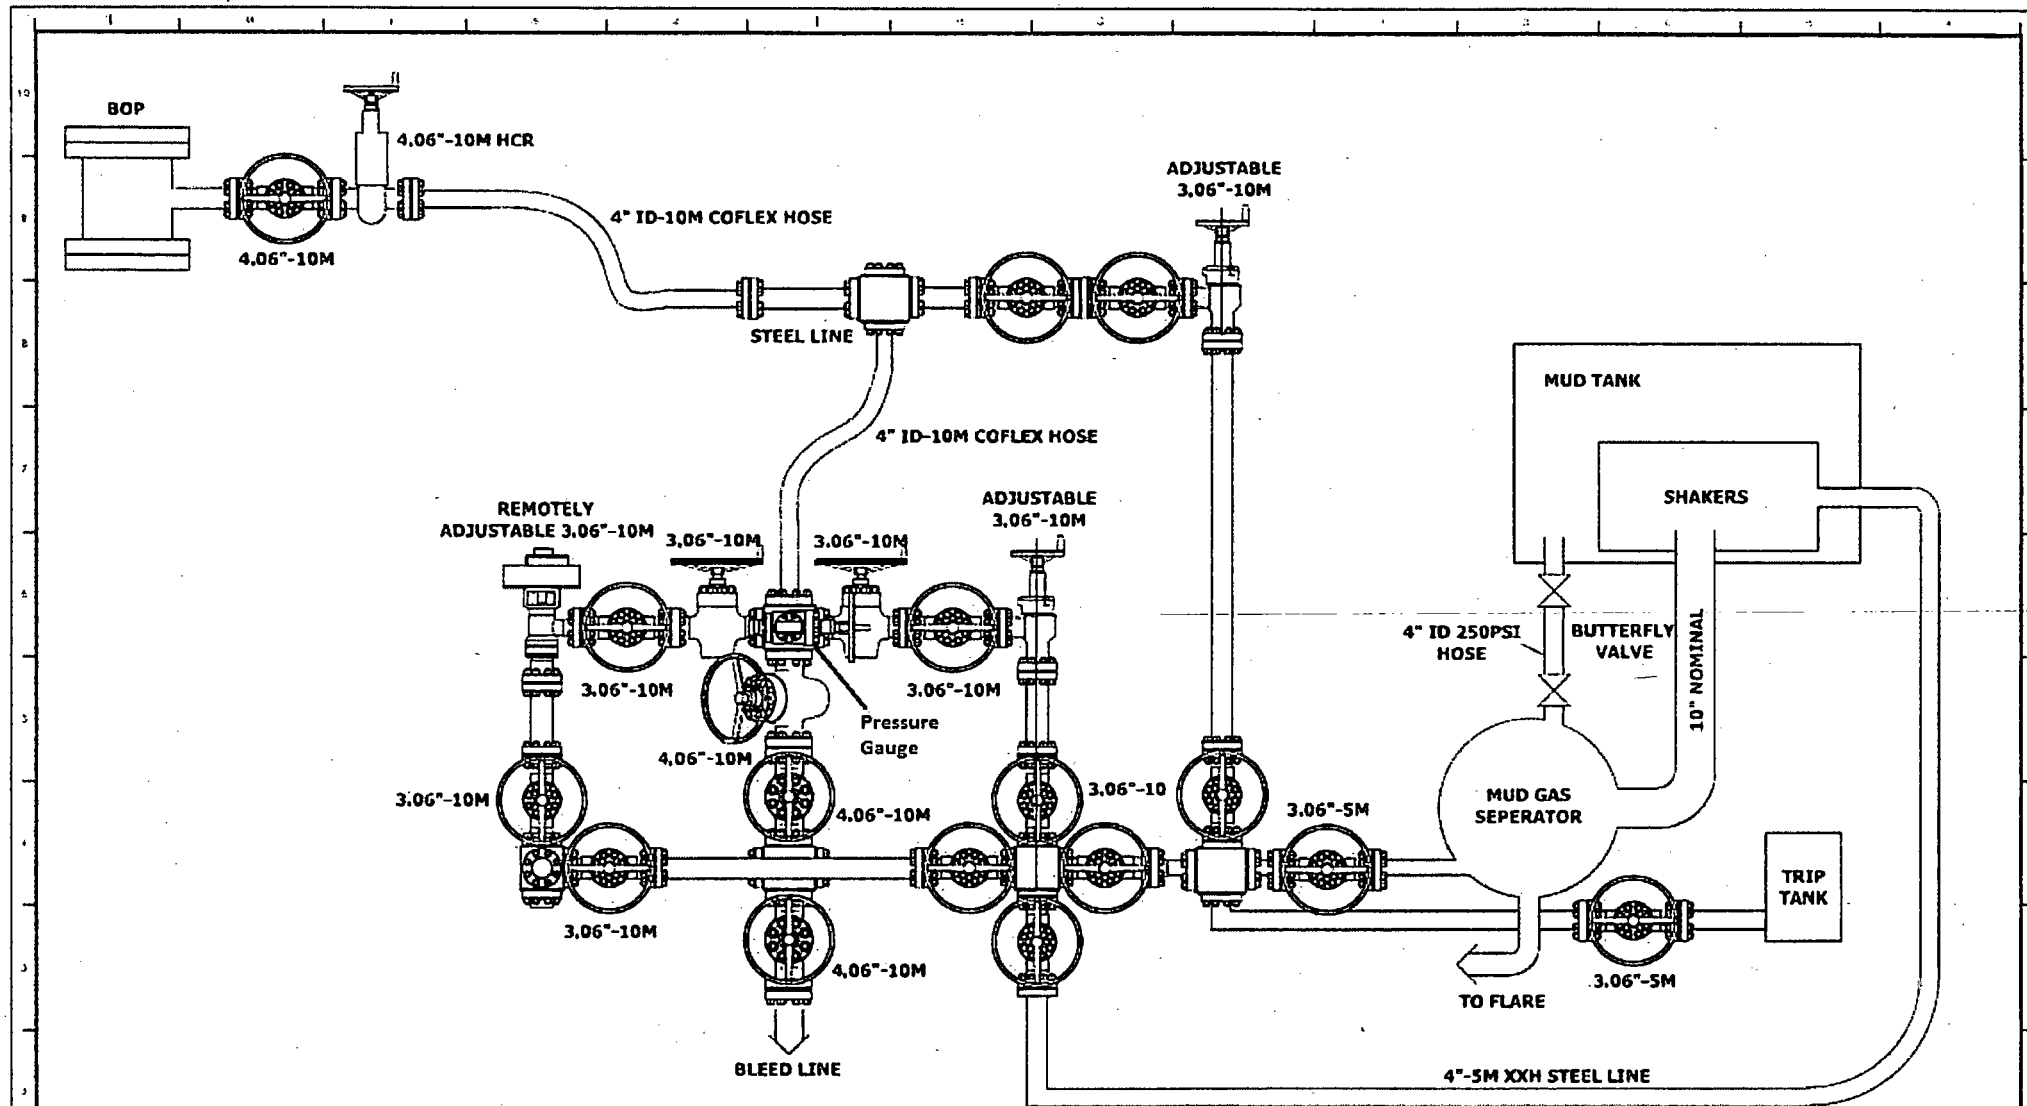 BOP
4.06"-10M HCR
4.06"-10M
4" ID-10M COFLEX HOSE
ADJUSTABLE
3.06"-10M
STEEL LINE
4" ID-10M COFLEX HOSE
MUD TANK
SHAKERS
REMOTELY
ADJUSTABLE 3.06"-10M
3.06"-10M
3.06"-10M
ADJUSTABLE
3.06"-10M
4" ID 250PSI
HOSE
BUTTERFLY
VALVE
10" NOMINAL
3.06"-10M
3.06"-10M
Pressure
Gauge
4.06"-10M
3.06"-10M
4.06"-10M
3.06"-10
3.06"-5M
MUD GAS
SEPERATOR
TRIP
TANK
3.06"-10M
4.06"-10M
3.06"-5M
TO FLARE
BLEED LINE
4"-5M XXH STEEL LINE